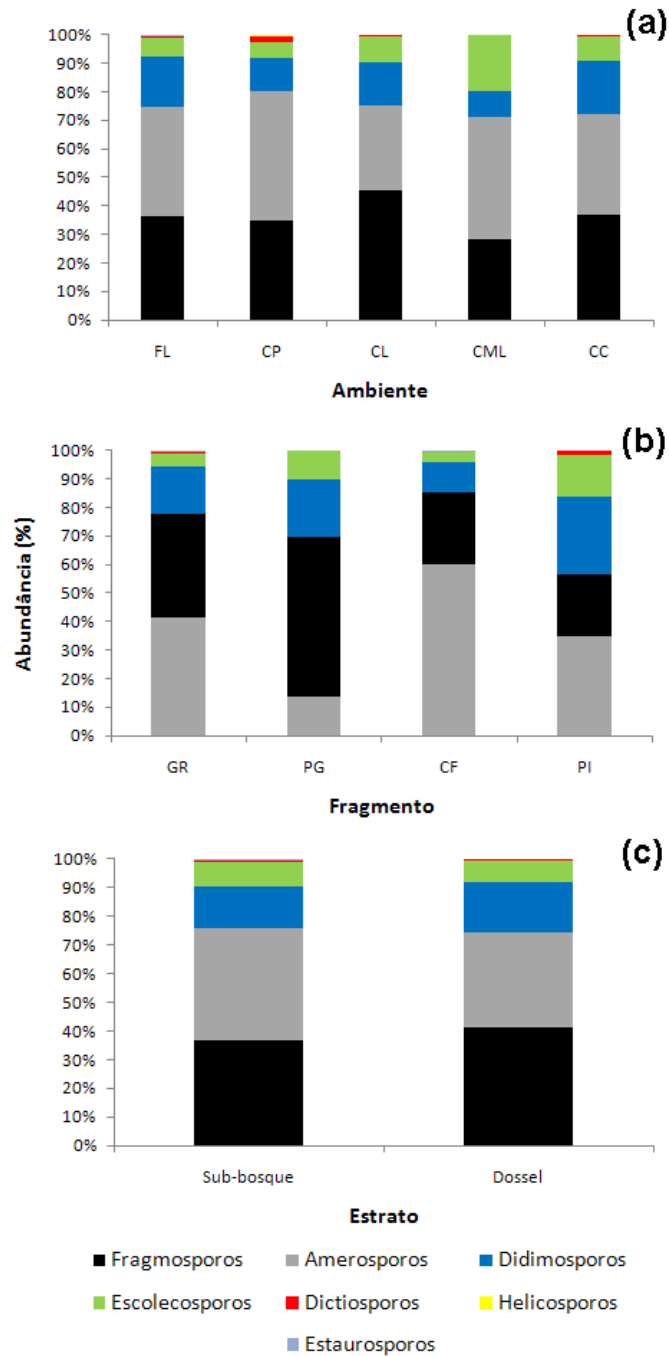 (a)
100%
90%
80%
70%
60%
50%
40%
30%
20%
10%
0%
FL CP CL CML CC
Ambiente
(b)
Abundância (%)
100%
90%
80%
70%
60%
50%
40%
30%
20%
10%
0%
GR PG CF PI
Fragmento
(c)
100%
90%
80%
70%
60%
50%
40%
30%
20%
10%
0%
Sub-bosque Dossel
Estrato
Fragmosporos Amerosporos Didimosporos
Escolecosporos Dictiosporos Helicosporos
Estaurosporos